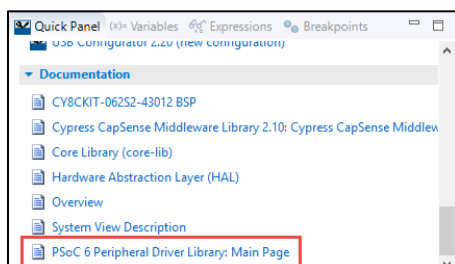 Quick Panel (x)= Variables Expressions Breakpoints
USB Configurator 2.20 (new configuration)
Documentation
CY8CKIT-062S2-43012 BSP
Cypress CapSense Middleware Library 2.10: Cypress CapSense Middlew
Core Library (core-lib)
Hardware Abstraction Layer (HAL)
Overview
System View Description
PSoC 6 Peripheral Driver Library: Main Page